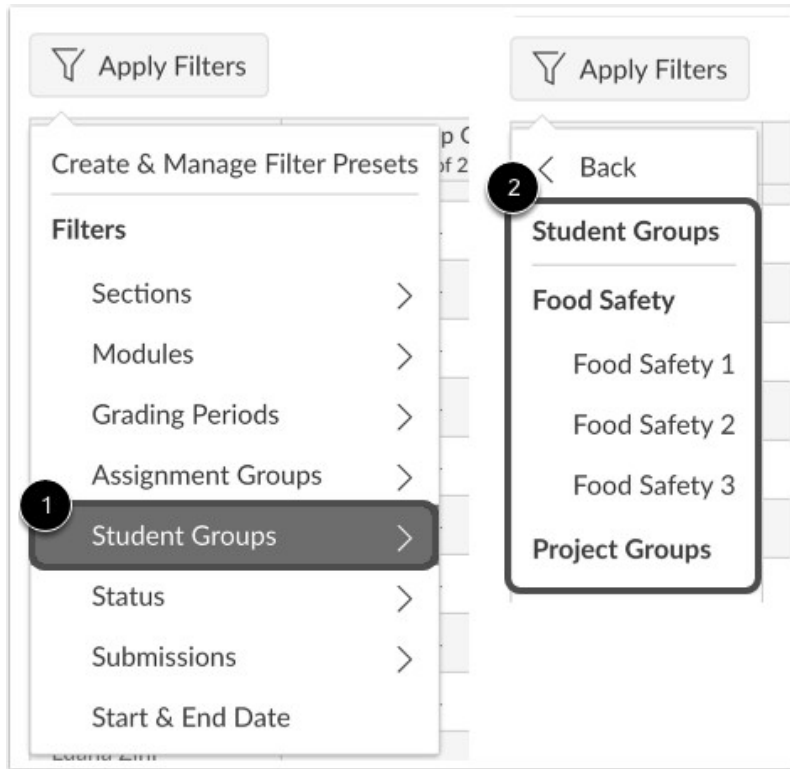 Apply Filters
p
of 2
Create & Manage Filter Presets
Filters
Sections
Modules
Grading Periods
Assignment Groups
1
Student Groups
Status
Submissions
Start & End Date
Apply Filters
Back
2
Student Groups
Food Safety
Food Safety 1
Food Safety 2
Food Safety 3
Project Groups